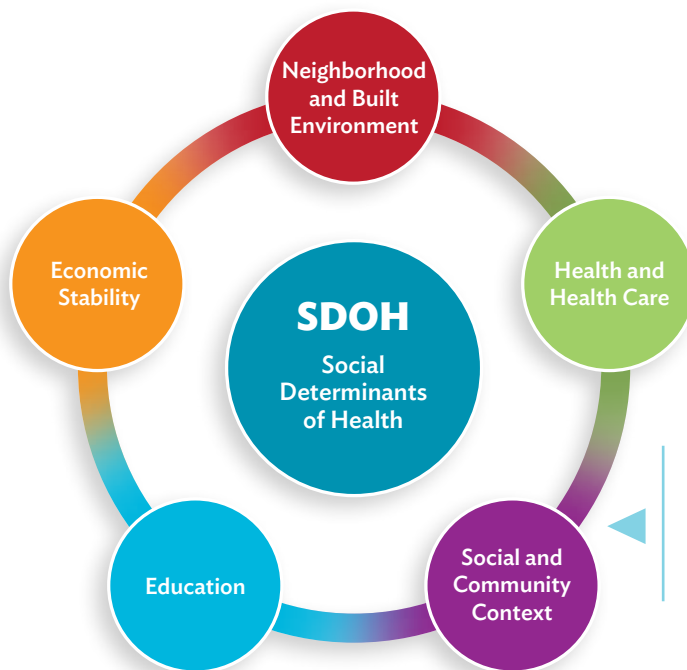 Neighborhood
and Built
Environment
Economic
Stability
Health and
Health Care
SDOH
Social
Determinants
of Health
Education
Social and
Community
Context